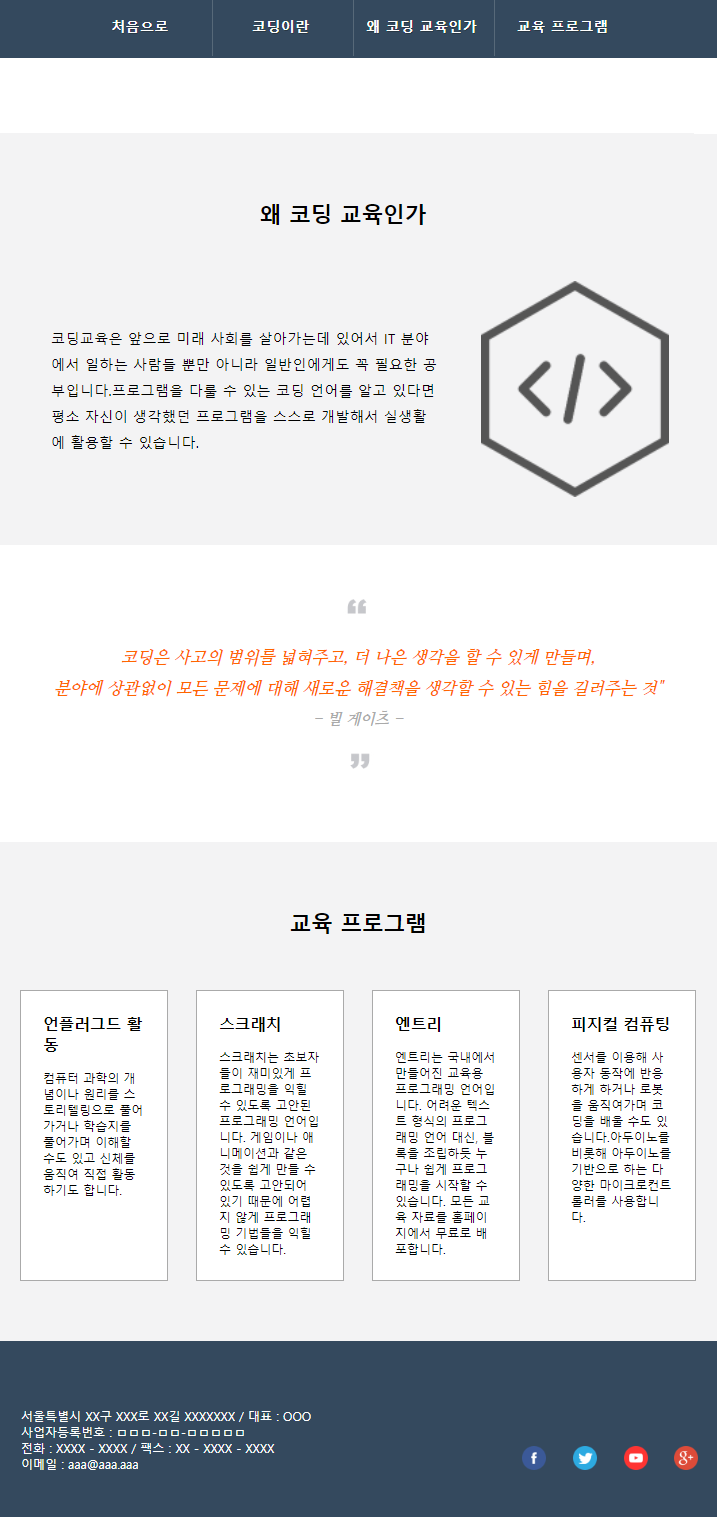 처음으로 코딩이란 왜 코딩 교육인가 교육 프로그램
왜 코딩 교육인가
코딩교육은 앞으로 미래 사회를 살아가는데 있어서 IT 분야
에서 일하는 사람들 뿐만 아니라 일반인에게도 꼭 필요한 공
부입니다.프로그램을 다룰 수 있는 코딩 언어를 알고 있다면
평소 자신이 생각했던 프로그램을 스스로 개발해서 실생활
에 활용할 수 있습니다.
</>
“
코딩은 사고의 범위를 넓혀주고, 더 나은 생각을 할 수 있게 만들며,
분야에 상관없이 모든 문제에 대해 새로운 해결책을 생각할 수 있는 힘을 길러주는 것"
- 빌 게이츠 -
”
교육 프로그램
언플러그드 활
동
컴퓨터 과학의 개
념이나 원리를 스
토리텔링으로 풀어
가거나 학습지를
풀어가며 이해할
수도 있고 신체를
움직여 직접 활동
하기도 합니다.
스크래치
스크래치는 초보자
들이 재미있게 프
로그래밍을 익힐
수 있도록 고안된
프로그래밍 언어입
니다. 게임이나 애
니메이션과 같은
것을 쉽게 만들 수
있도록 고안되어
있기 때문에 어렵
지 않게 프로그래
밍 기법들을 익힐
수 있습니다.
엔트리
엔트리는 국내에서
만들어진 교육용
프로그래밍 언어입
니다. 어려운 텍스
트 형식의 프로그
래밍 언어 대신, 블
록을 조립하듯 누
구나 쉽게 프로그
래밍을 시작할 수
있습니다. 모든 교
육 자료를 홈페이
지에서 무료로 배
포합니다.
피지컬 컴퓨팅
센서를 이용해 사
용자 동작에 반응
하게 하거나 로봇
을 움직여가며 코
딩을 배울 수도 있
습니다.아두이노를
비롯해 아두이노를
기반으로 하는 다
양한 마이크로컨트
롤러를 사용합니
다.
서울특별시 XX구 XXX로 XX길 XXXXXXX / 대표 : OOO
사업자등록번호 : ㅁㅁㅁ-ㅁㅁ-ㅁㅁㅁㅁㅁ
전화 : XXXX - XXXX / 팩스 : XX - XXXX - XXXX
이메일 : aaa@aaa.aaa
f g+